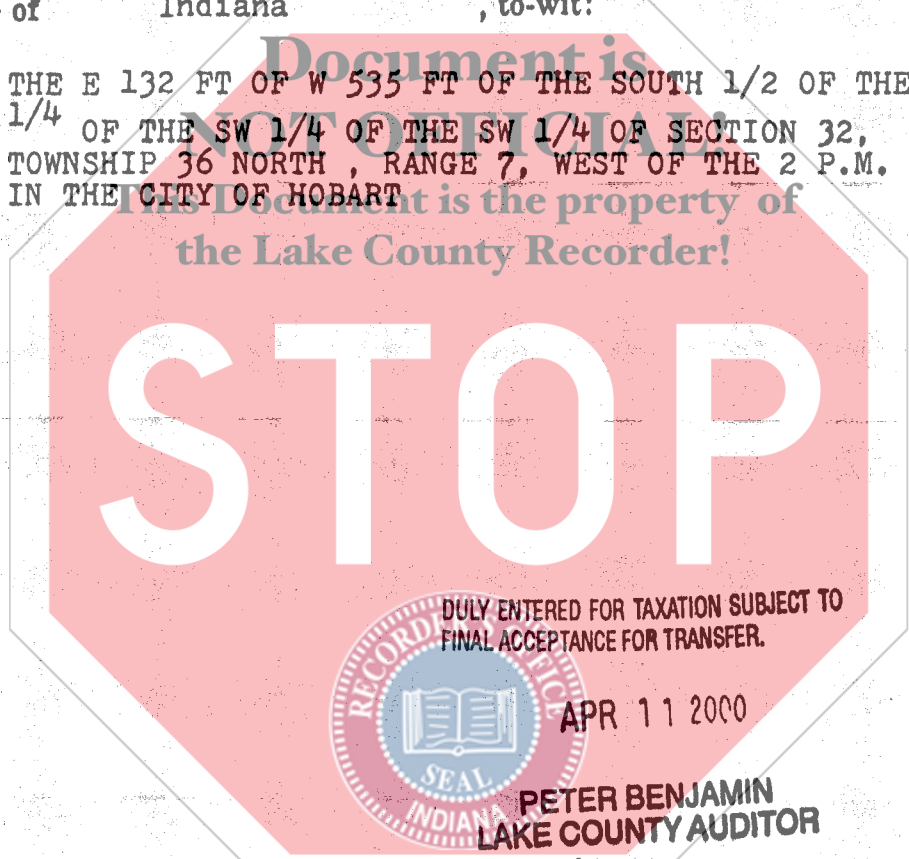 of Indiana , to-wit:
Document is
THE E 132 FT OF W 535 FT OF THE SOUTH 1/2 OF THE
1/4 OF THE SW 1/4 OF THE SW 1/4 OF SECTION 32,
NOT OFFICIAL!
TOWNSHIP 36 NORTH , RANGE 7, WEST OF THE 2 P.M.
IN THE CITY OF HOBART
This Document is the property of
the Lake County Recorder!
STOP
DULY ENTERED FOR TAXATION SUBJECT TO
FINAL ACCEPTANCE FOR TRANSFER.
RECORDER'S OFFICE
APR 11 2000
SEAL
INDIANA
PETER BENJAMIN
LAKE COUNTY AUDITOR